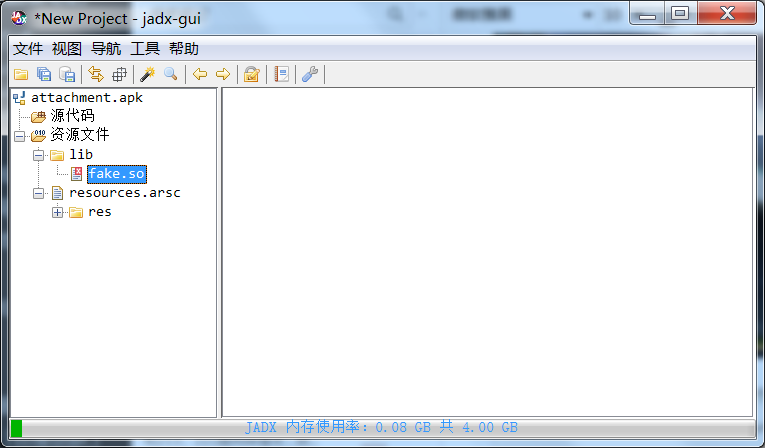 *New Project - jadx-gui
文件 视图 导航 工具 帮助
attachment.apk
源代码
资源文件
lib
fake.so
resources.arsc
res
JADX 内存使用率：0.08 GB 共 4.00 GB